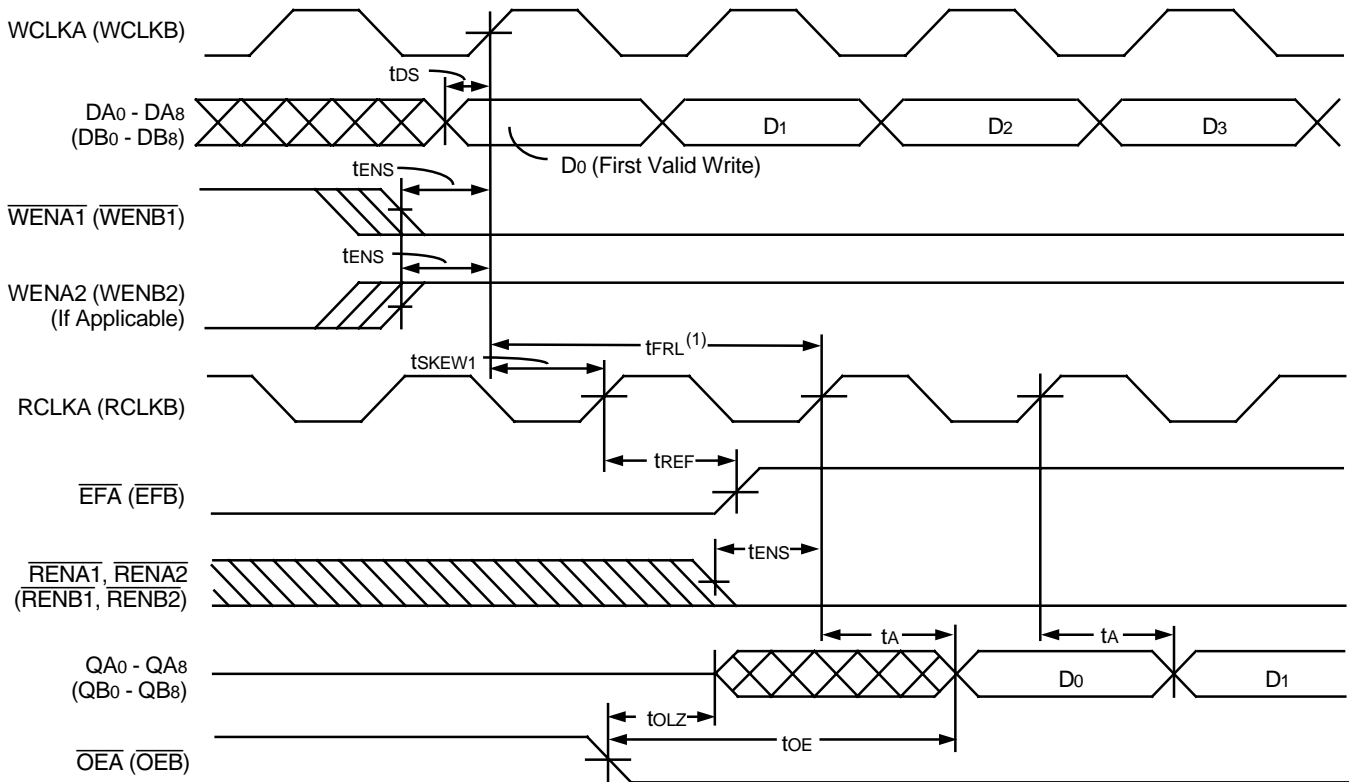 WCLKA (WCLKB)
tDS
DA0 - DA8
(DB0 - DB8)
D1
D2
D3
D0 (First Valid Write)
tENS
WENA1 (WENB1)
tENS
WENA2 (WENB2)
(If Applicable)
tFRL(1)
tSKEW1
RCLKA (RCLKB)
tREF
EFA (EFB)
tENS
RENA1, RENA2
(RENB1, RENB2)
tA
tA
QA0 - QA8
(QB0 - QB8)
D0
D1
tOLZ
tOE
OEA (OEB)